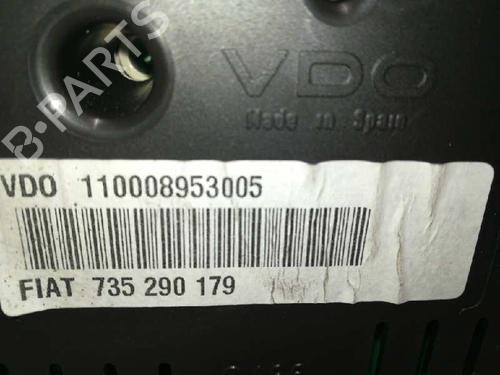 VDO
Made in Spain
B-PARTS
VDO 110008953005
FIAT 735 290 179